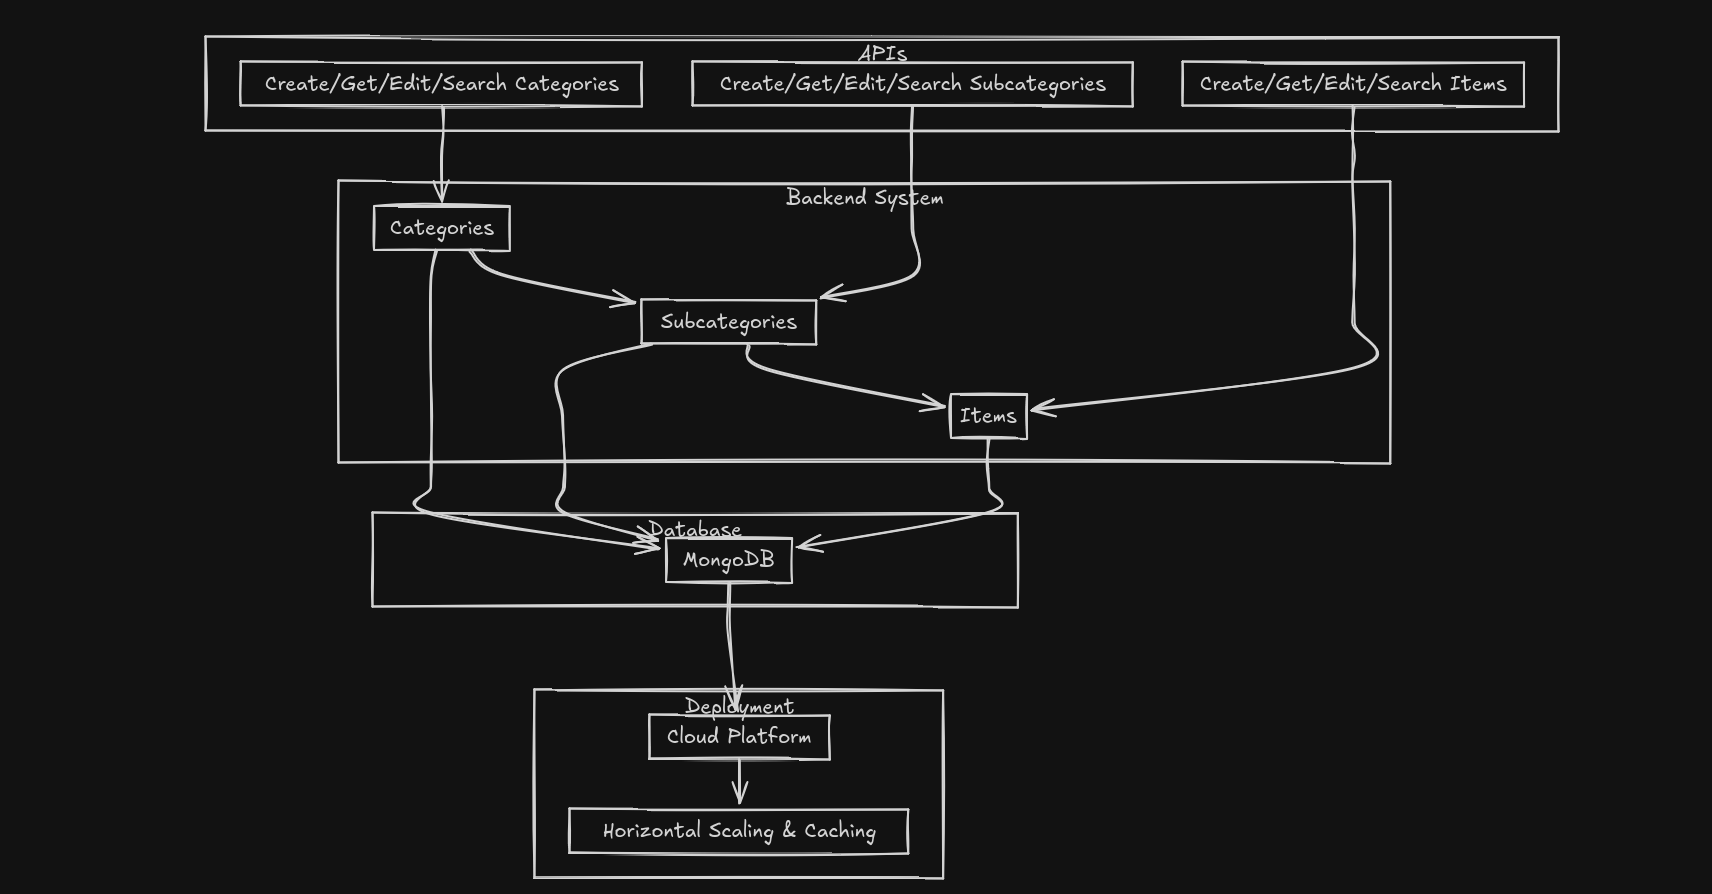 APIs
Create/Get/Edit/Search Categories
Create/Get/Edit/Search Subcategories
Create/Get/Edit/Search Items
Backend System
Categories
Subcategories
Items
Database
MongoDB
Deployment
Cloud Platform
Horizontal Scaling & Caching